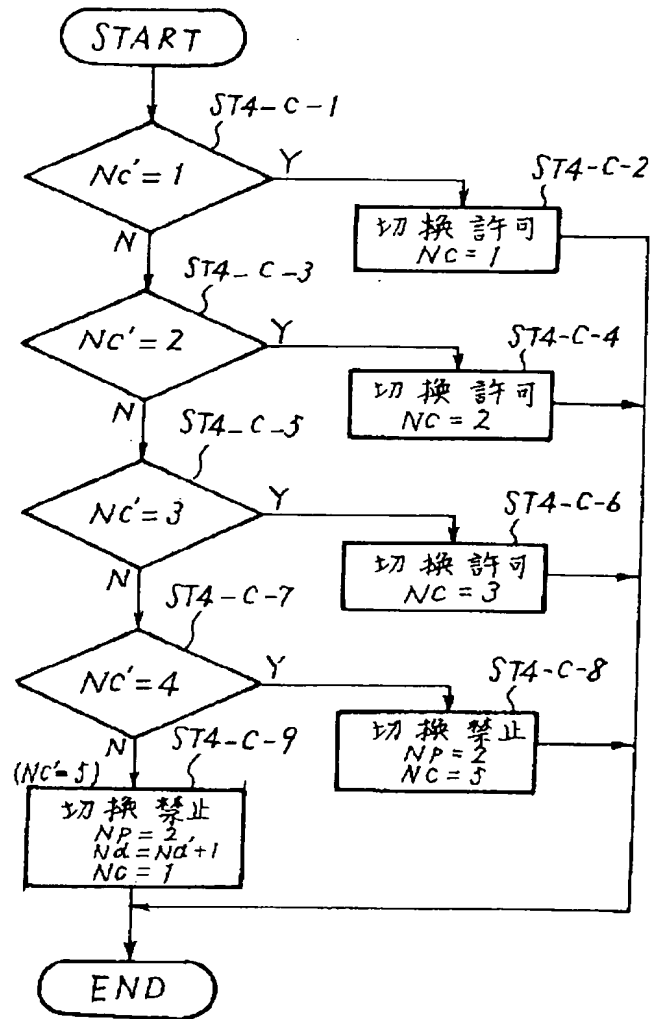 START
ST4-C-1
Nc'=1
Y
ST4-C-2
切換許可
NC=1
N
ST4-C-3
NC'=2
Y
ST4-C-4
切換許可
NC=2
N
ST4-C-5
NC'=3
Y
ST4-C-6
切換許可
NC=3
N
ST4-C-7
NC'=4
Y
ST4-C-8
切換禁止
NP=2
NC=5
N
ST4-C-9
(NC'=5)
切換禁止
NP=2,
Nd=Nd'+1
NC=1
END